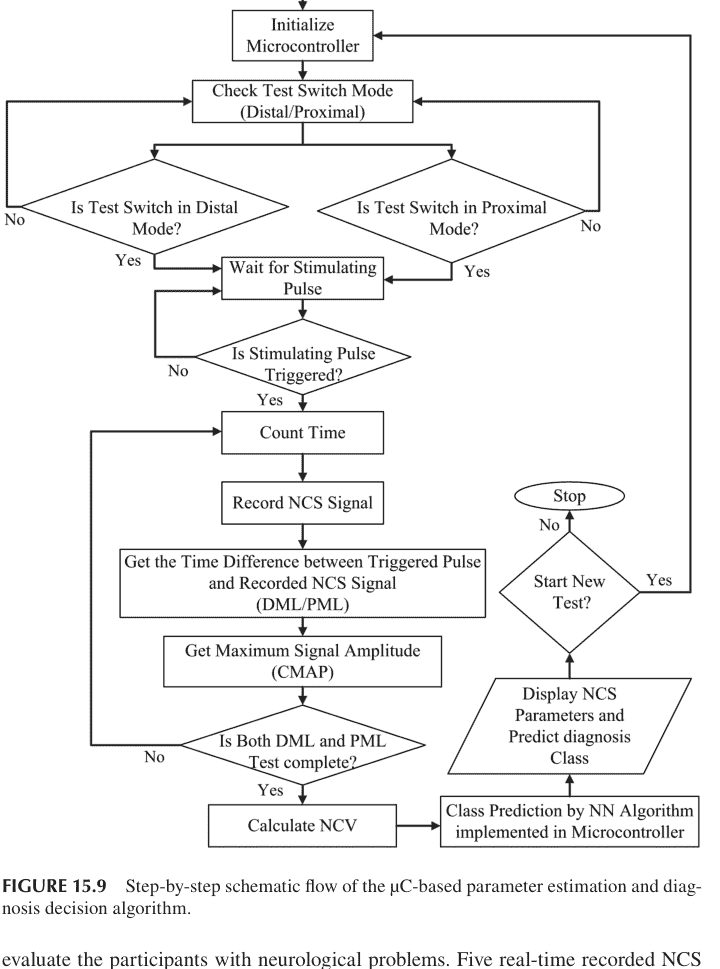 Initialize
Microcontroller
Check Test Switch Mode
(Distal/Proximal)
Is Test Switch in Distal
Mode?
No
Yes
Is Test Switch in Proximal
Mode?
No
Yes
Wait for Stimulating
Pulse
Is Stimulating Pulse
Triggered?
No
Yes
Count Time
Record NCS Signal
Get the Time Difference between Triggered Pulse
and Recorded NCS Signal
(DML/PML)
Get Maximum Signal Amplitude
(CMAP)
Is Both DML and PML
Test complete?
No
Yes
Calculate NCV
Class Prediction by NN Algorithm
implemented in Microcontroller
Display NCS
Parameters and
Predict diagnosis
Class
Start New
Test?
Yes
No
Stop
FIGURE 15.9 Step-by-step schematic flow of the µC-based parameter estimation and diag-
nosis decision algorithm.
evaluate the participants with neurological problems. Five real-time recorded NCS